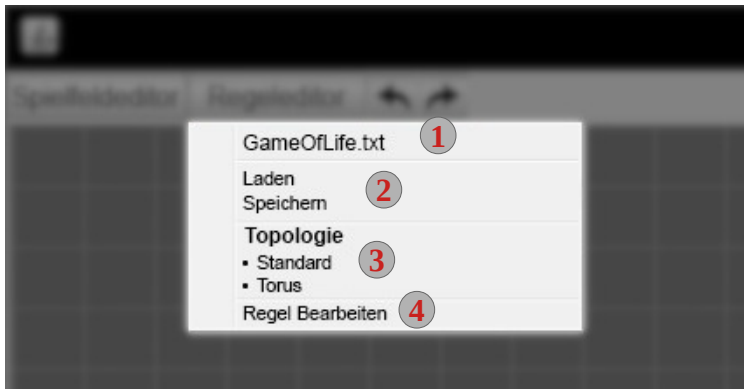 Spielfeldeditor Regeleditor
GameOfLife.txt 1
Laden
Speichern 2
Topologie
▪ Standard 3
▪ Torus
Regel Bearbeiten 4